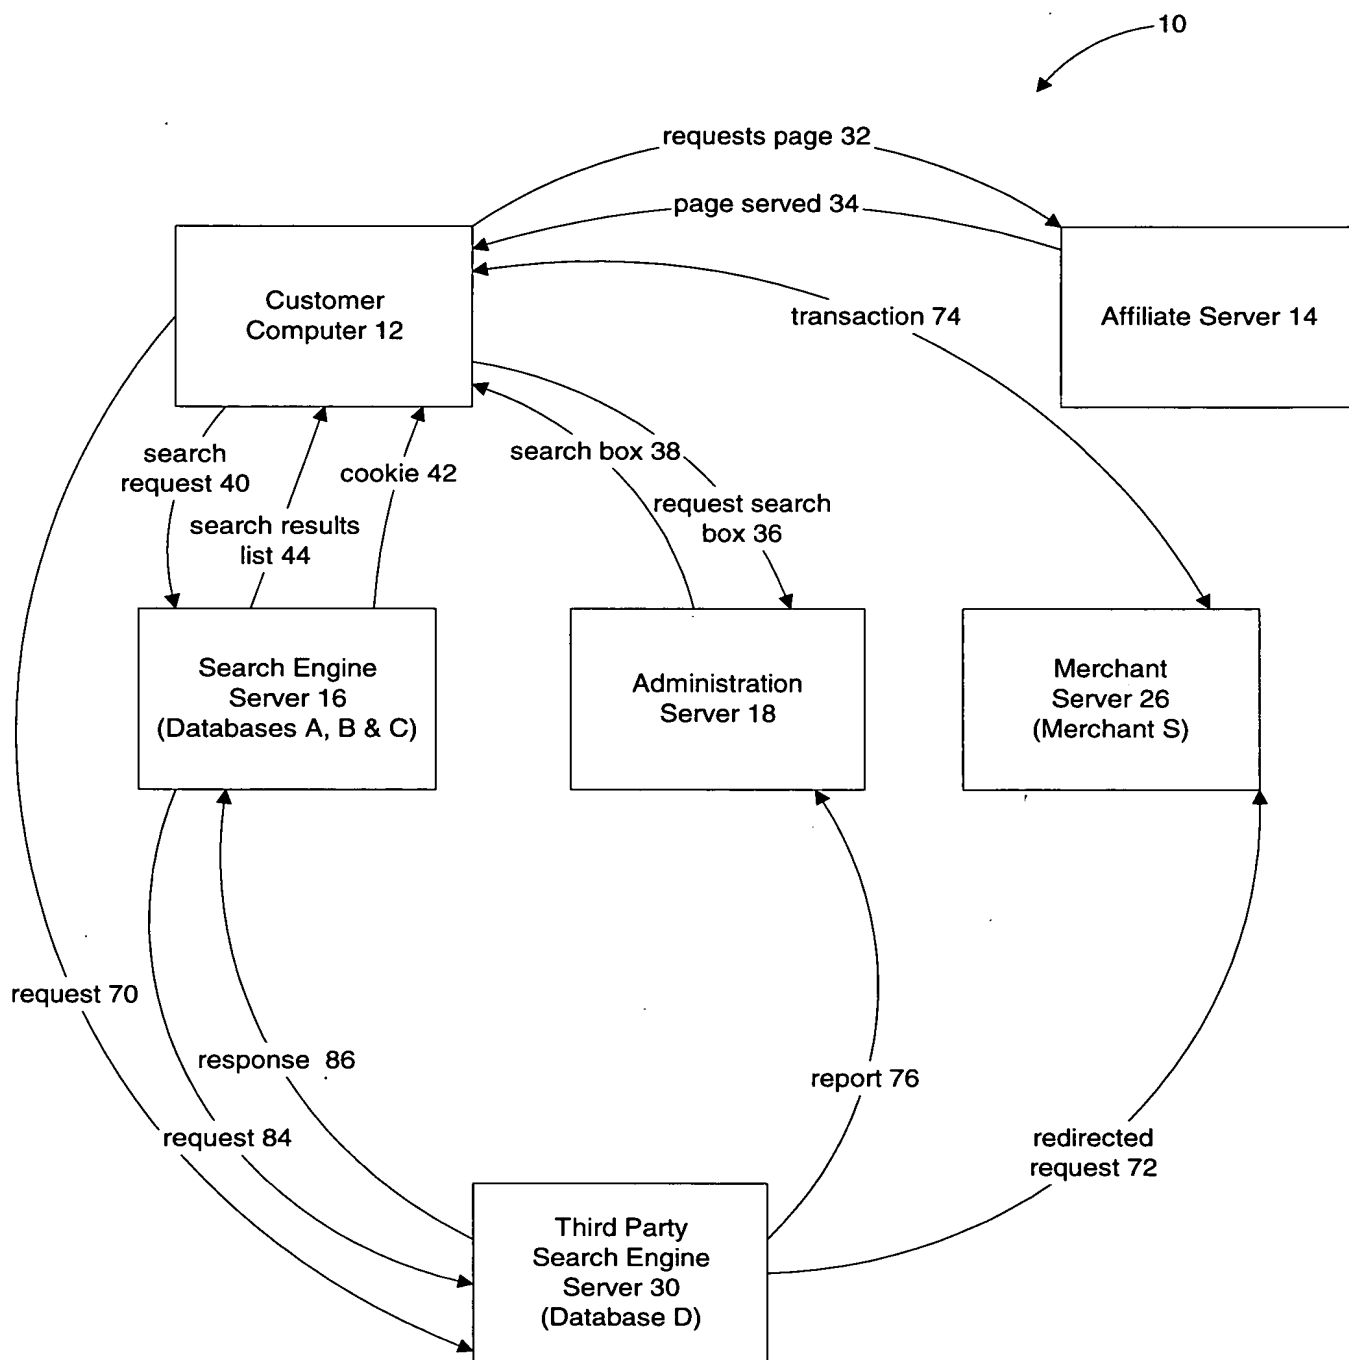 10
requests page 32
page served 34
Customer
Computer 12
transaction 74
Affiliate Server 14
search
request 40
cookie 42
search box 38
search results
list 44
request search
box 36
Search Engine
Server 16
(Databases A, B & C)
Administration
Server 18
Merchant
Server 26
(Merchant S)
request 70
response 86
report 76
request 84
redirected
request 72
Third Party
Search Engine
Server 30
(Database D)